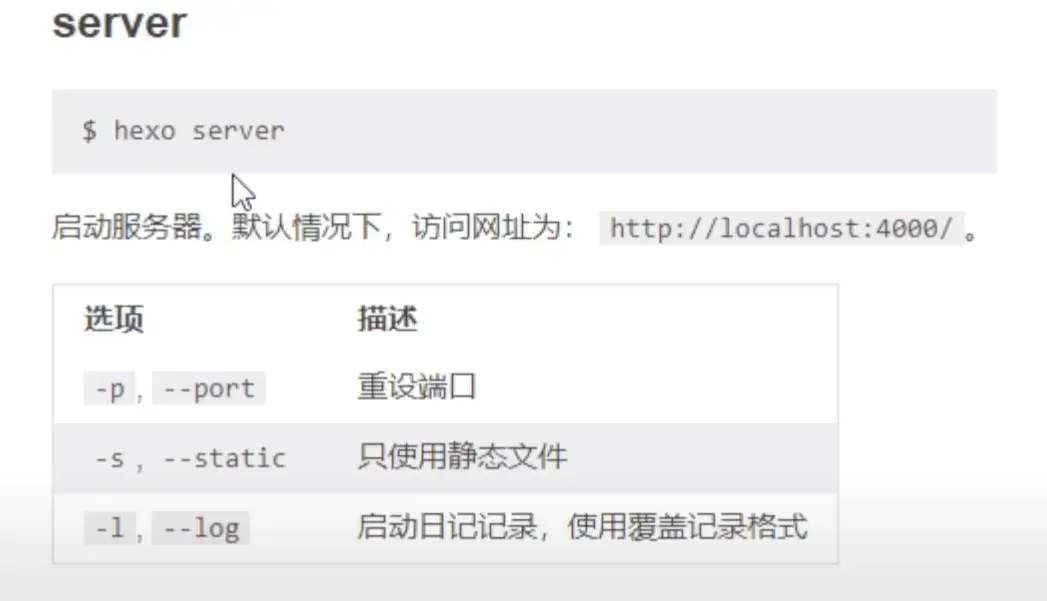 server
$ hexo server
启动服务器。默认情况下，访问网址为： http://localhost:4000/ 。
选项 描述
-p , --port 重设端口
-s , --static 只使用静态文件
-l , --log 启动日记记录，使用覆盖记录格式